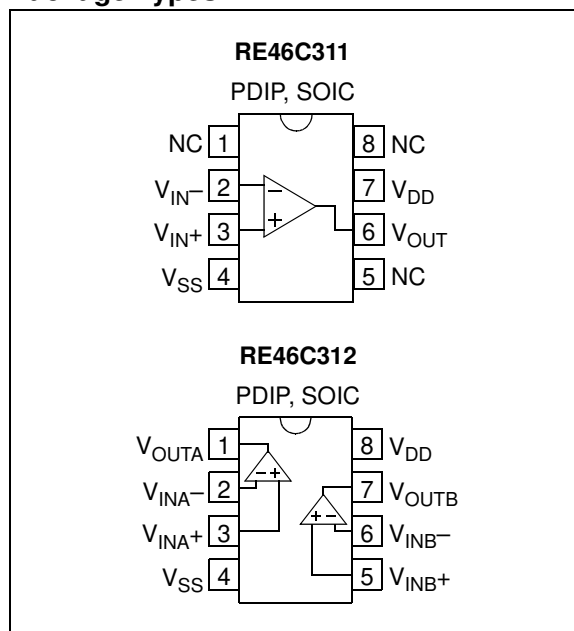 RE46C311
PDIP, SOIC
NC 1 8 NC
VIN– 2 7 VDD
VIN+ 3 6 VOUT
VSS 4 5 NC
– +
RE46C312
PDIP, SOIC
VOUTA 1 8 VDD
VINA– 2 7 VOUTB
VINA+ 3 6 VINB–
VSS 4 5 VINB+
– + + –